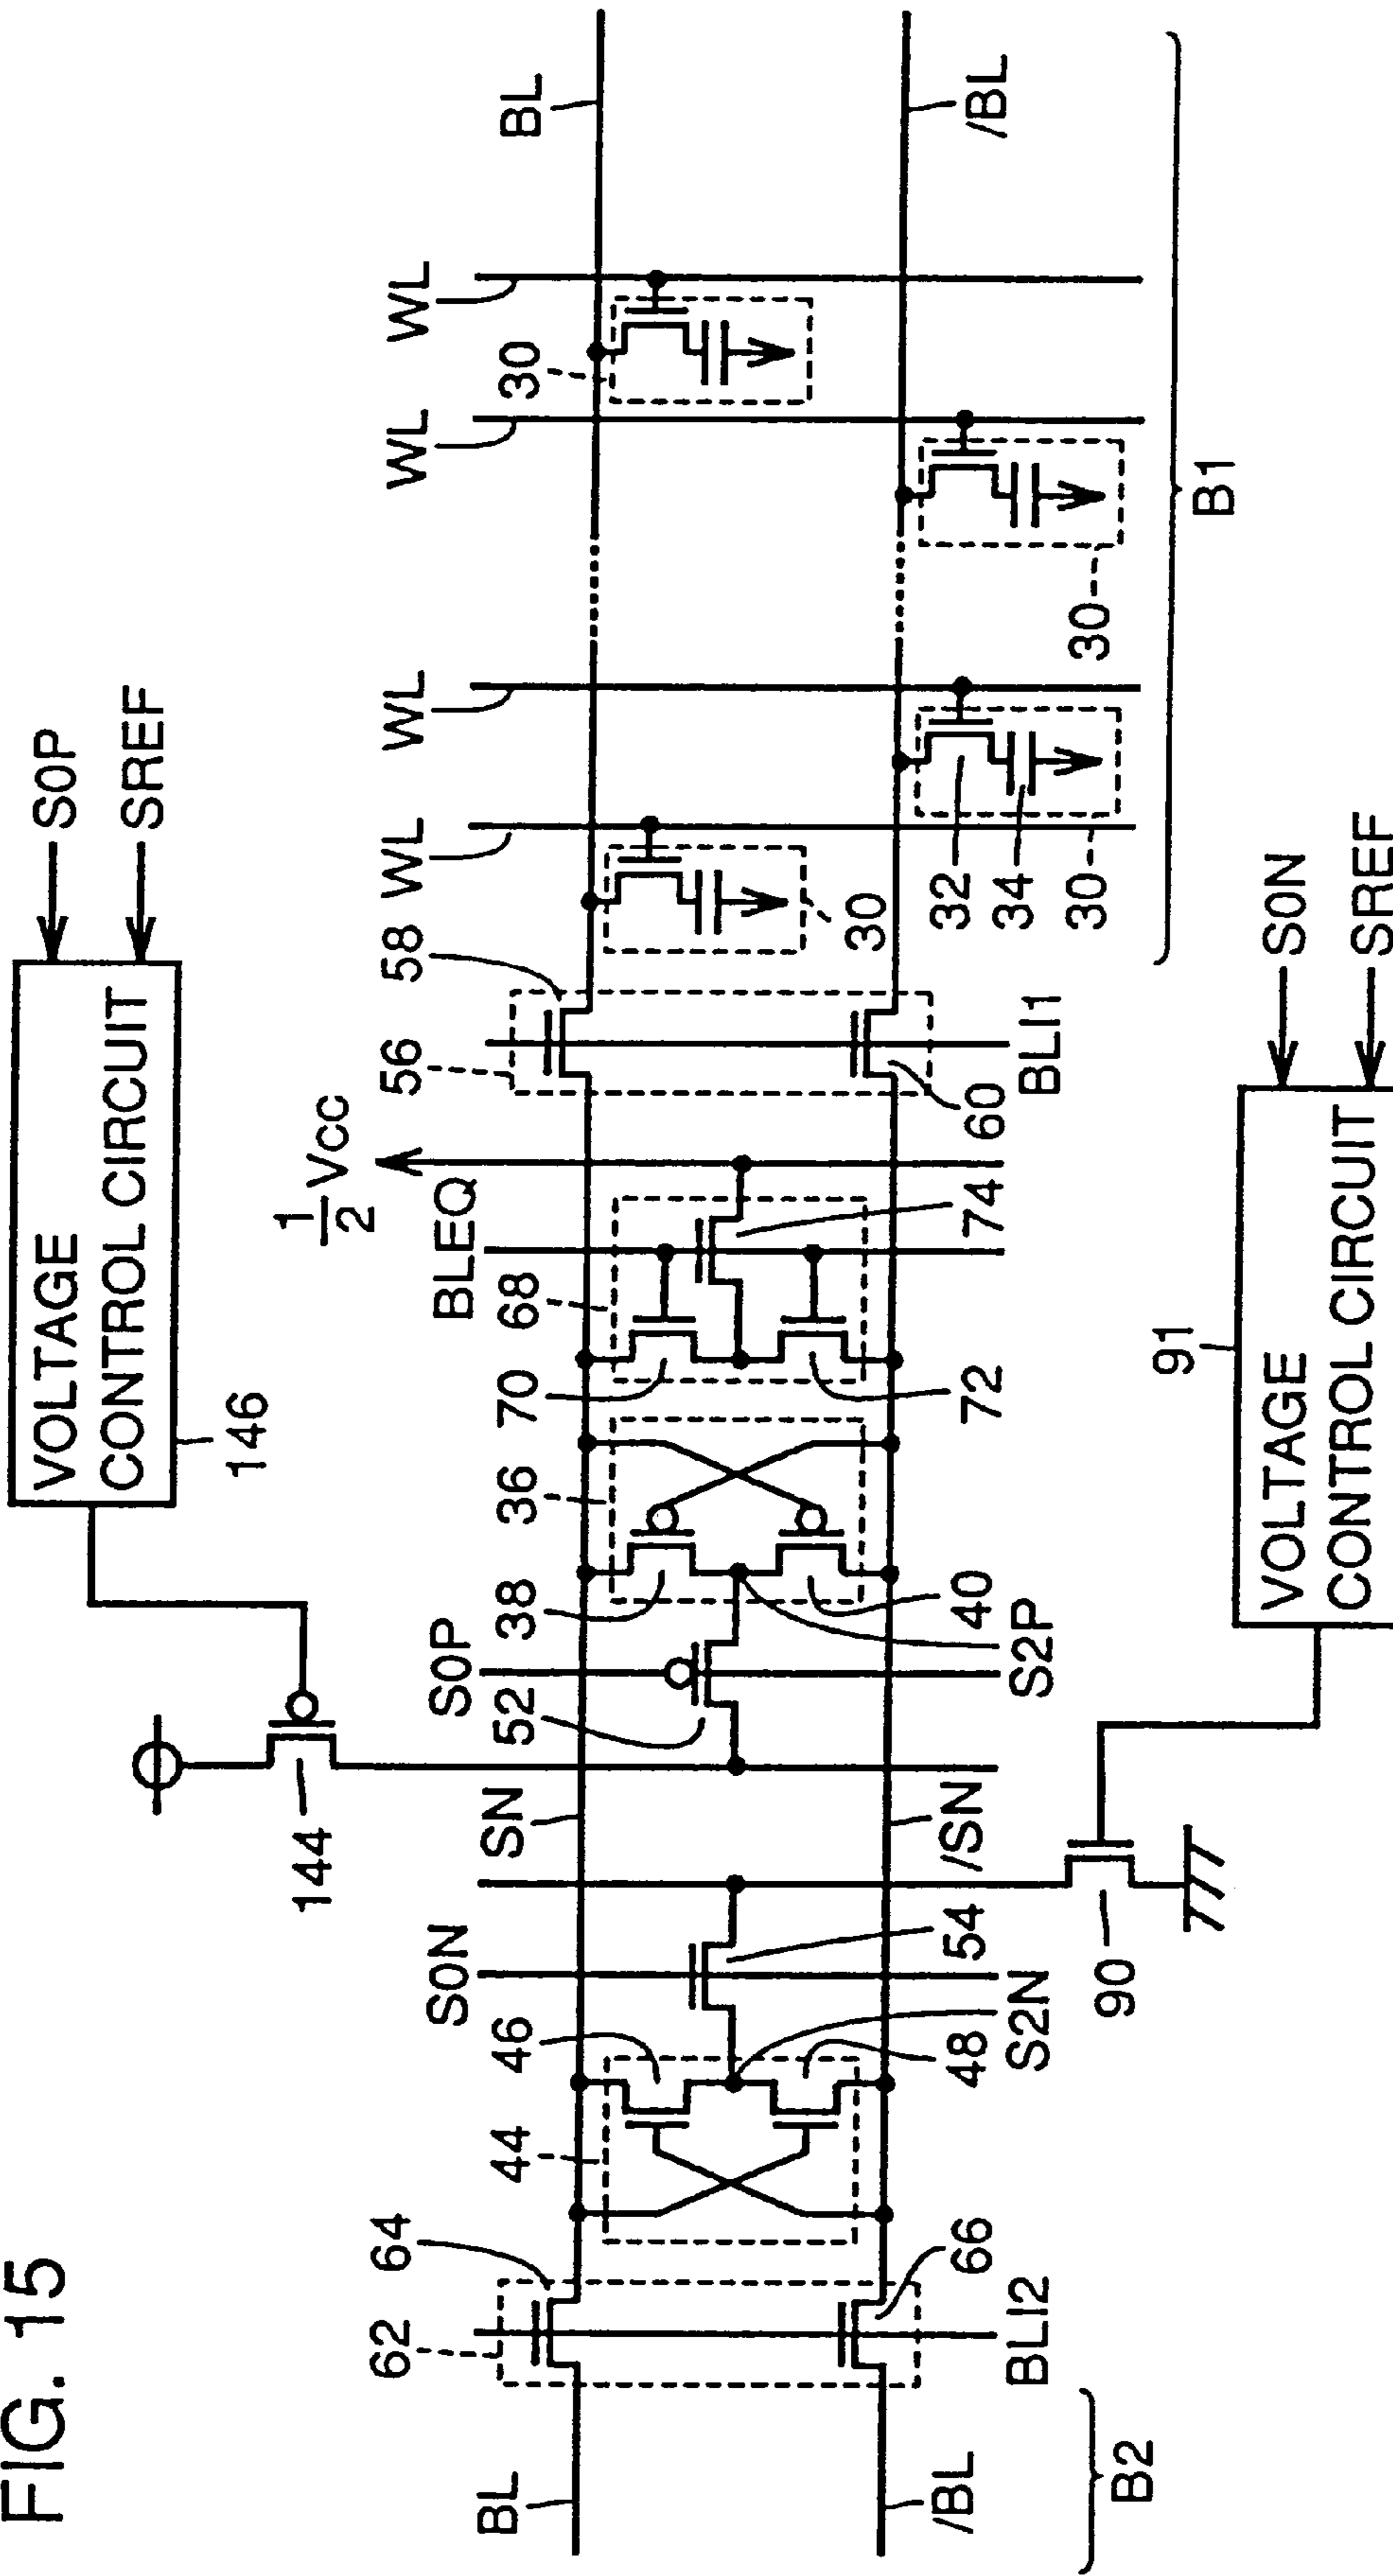 FIG. 15
VOLTAGE
CONTROL CIRCUIT
146
S0P
SREF
144
1/2 Vcc
62
64
44
46
S0N
SN
52
S0P
38
36
70
68
BLEQ
56
58
WL
WL
WL
WL
30
BL
BL
/BL
B2
BLI2
66
48
S2N
54
/SN
S2P
40
72
74
60
BLI1
30
32
34
30
30
/BL
B1
90
91
VOLTAGE
CONTROL CIRCUIT
S0N
SREF